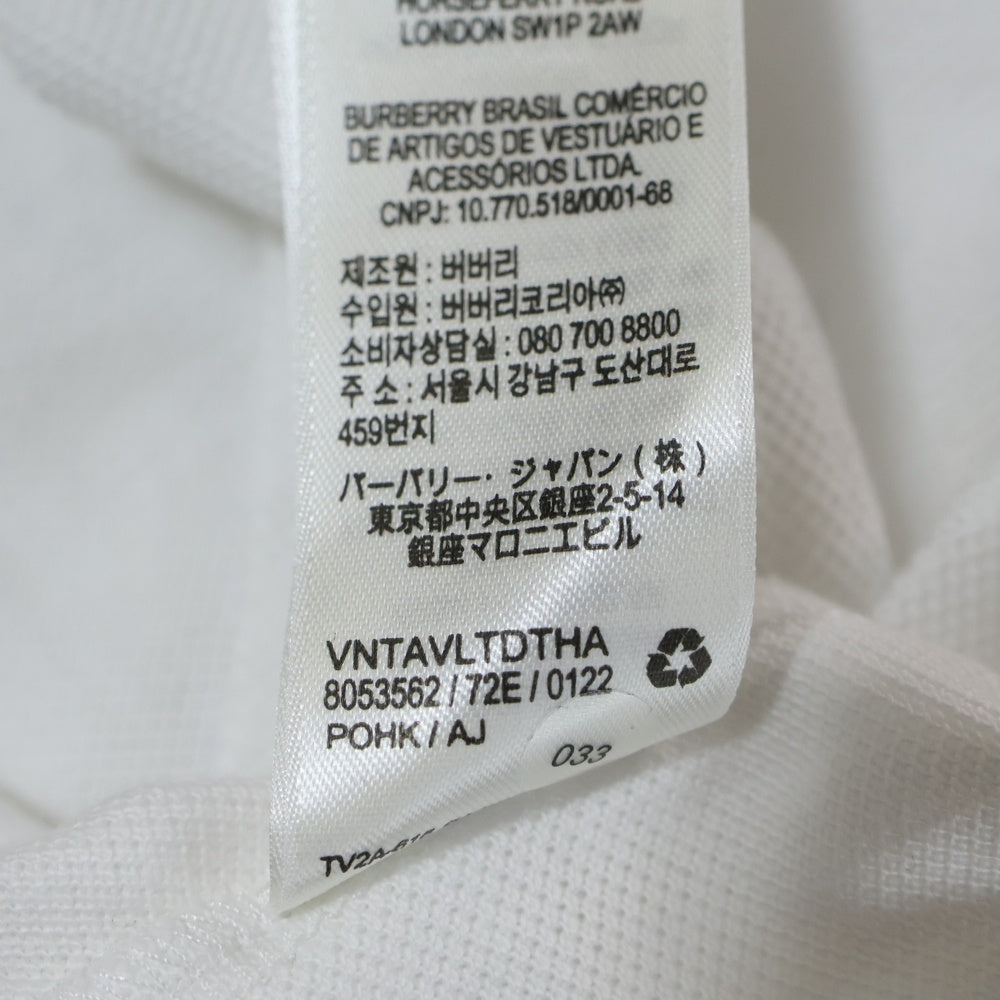 HORSEFERRY ROAD
LONDON SW1P 2AW
BURBERRY BRASIL COMÉRCIO
DE ARTIGOS DE VESTUÁRIO E
ACESSÓRIOS LTDA.
CNPJ: 10.770.518/0001-68
제조원 : 버버리
수입원 : 버버리코리아㈜
소비자상담실 : 080 700 8800
주 소 : 서울시 강남구 도산대로
459번지
バーバリー・ジャパン ( 株 )
東京都中央区銀座2-5-14
銀座マロニエビル
VNTAVLTDTHA
8053562 / 72E / 0122
POHK / AJ
033